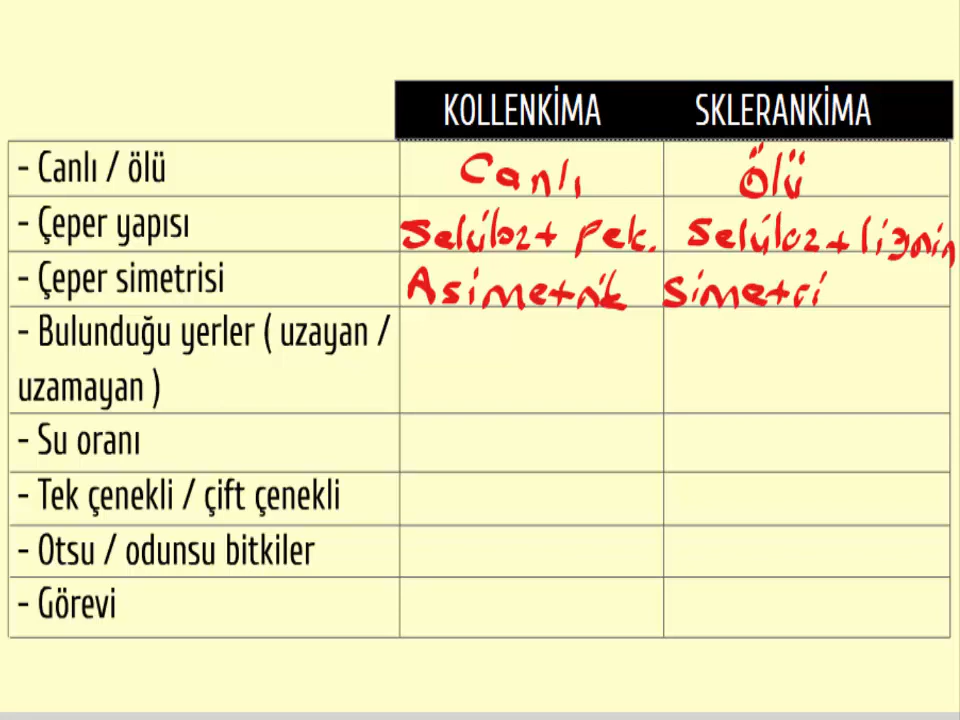 KOLLENKİMA SKLERANKİMA
- Canlı / ölü Canlı Ölü
- Çeper yapısı Selüloz + Pek. Selüloz + lignin
- Çeper simetrisi Asimetrik Simetri
- Bulunduğu yerler ( uzayan /
uzamayan )
- Su oranı
- Tek çenekli / çift çenekli
- Otsu / odunsu bitkiler
- Görevi